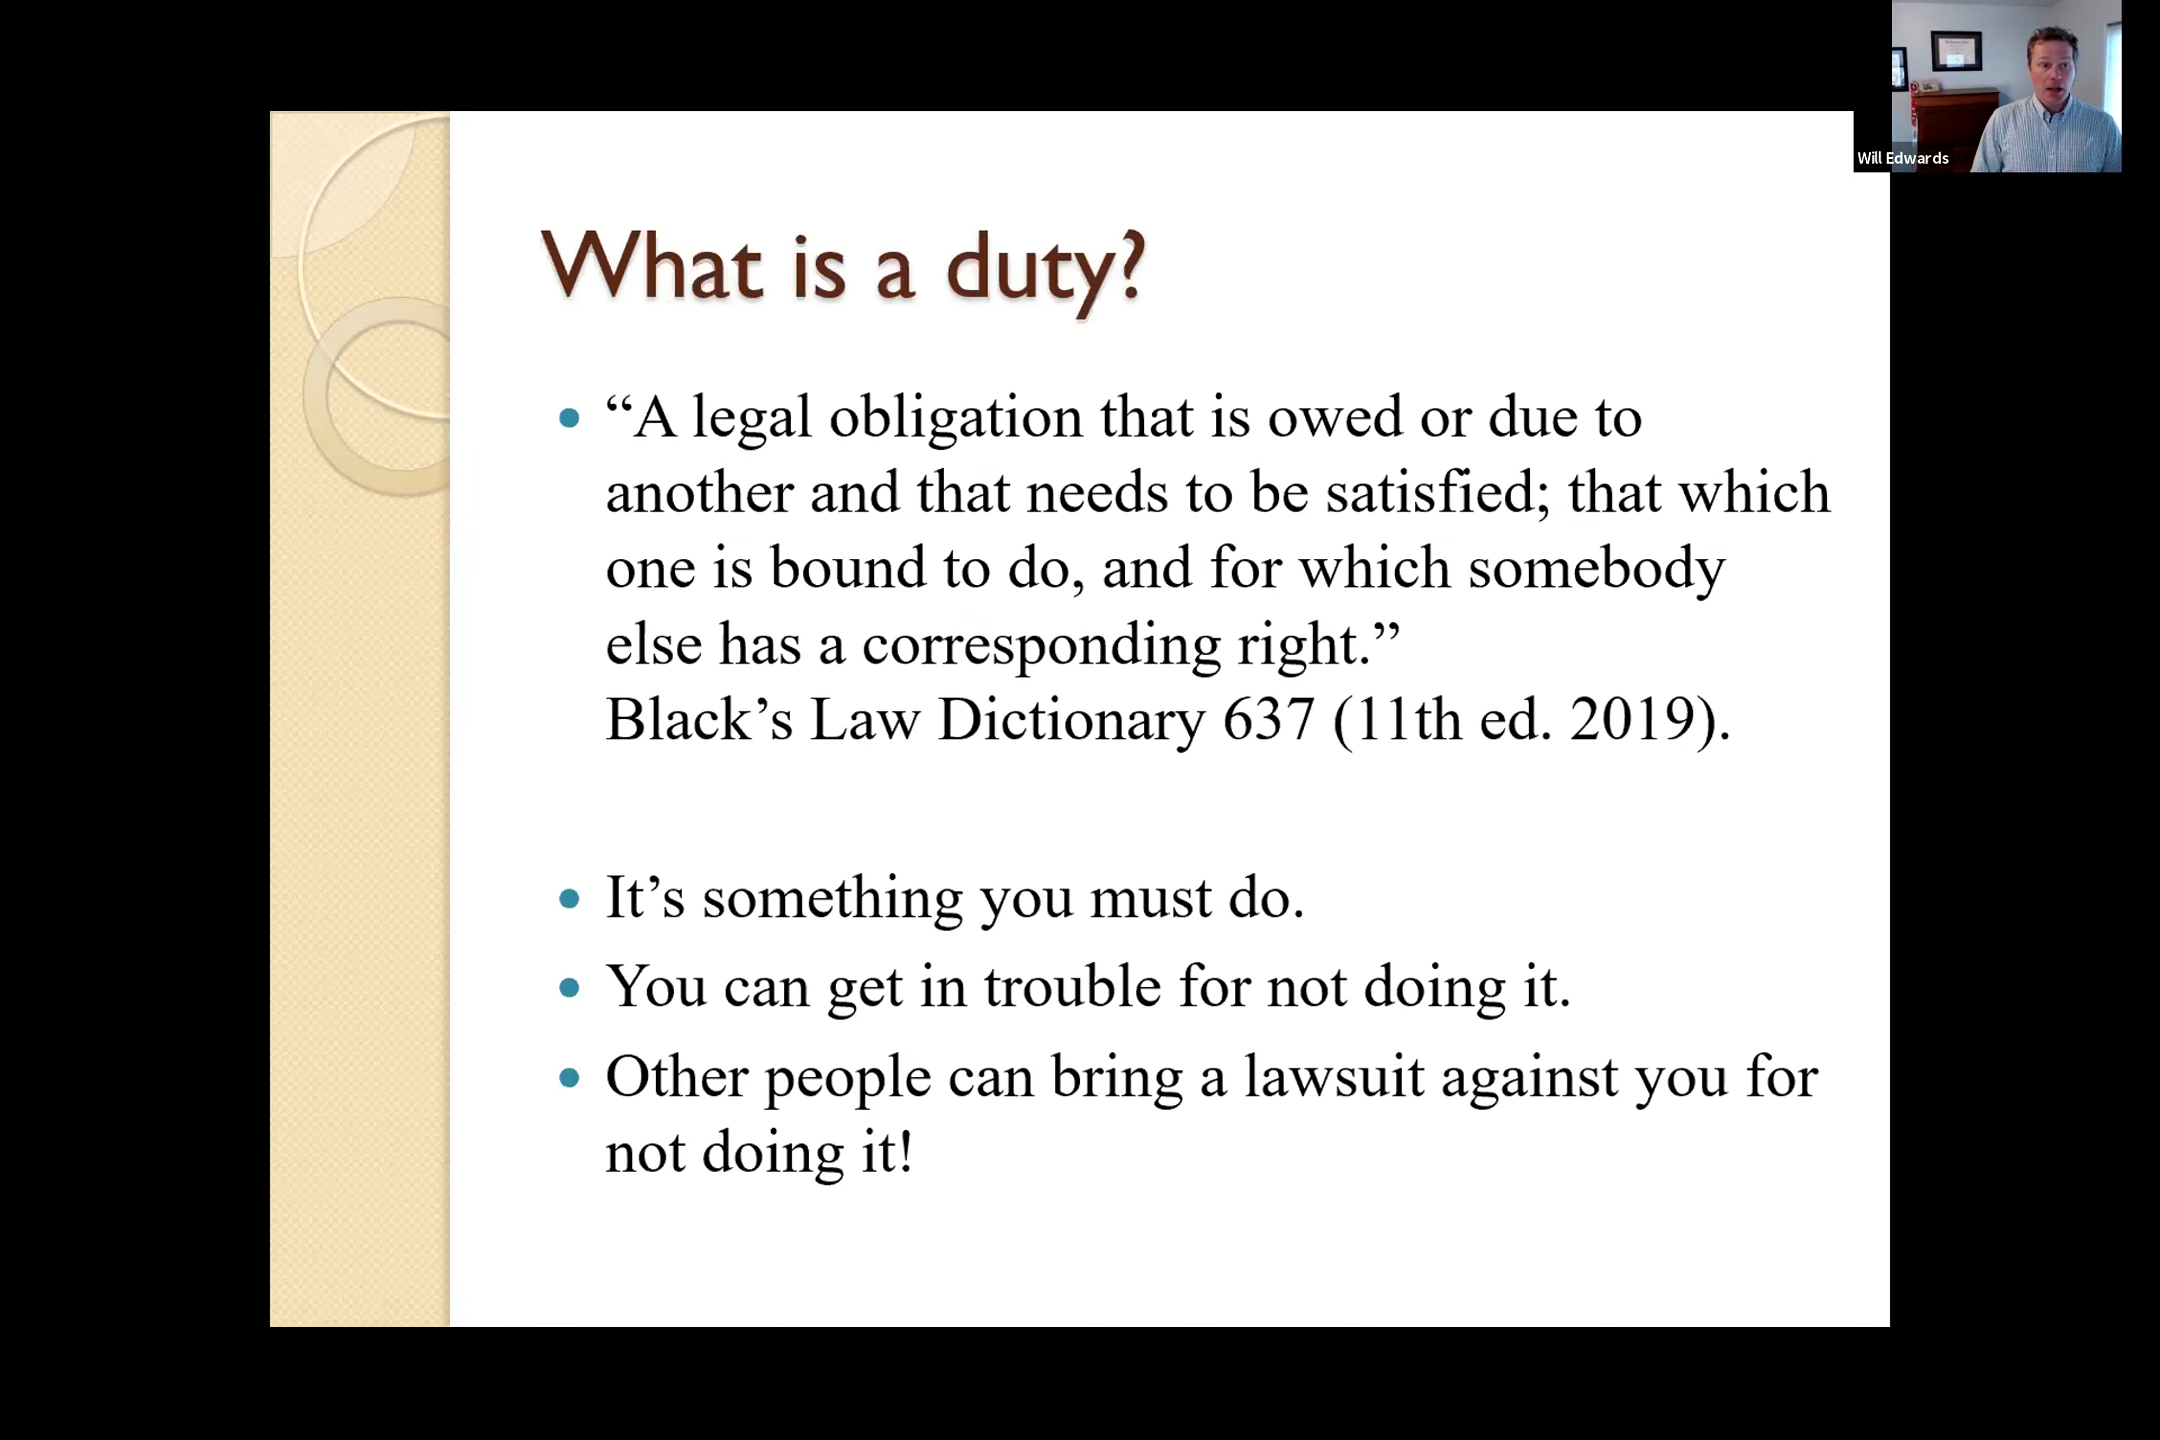 Will Edwards
What is a duty?
• “A legal obligation that is owed or due to
another and that needs to be satisfied; that which
one is bound to do, and for which somebody
else has a corresponding right.”
Black’s Law Dictionary 637 (11th ed. 2019).
• It’s something you must do.
• You can get in trouble for not doing it.
• Other people can bring a lawsuit against you for
not doing it!